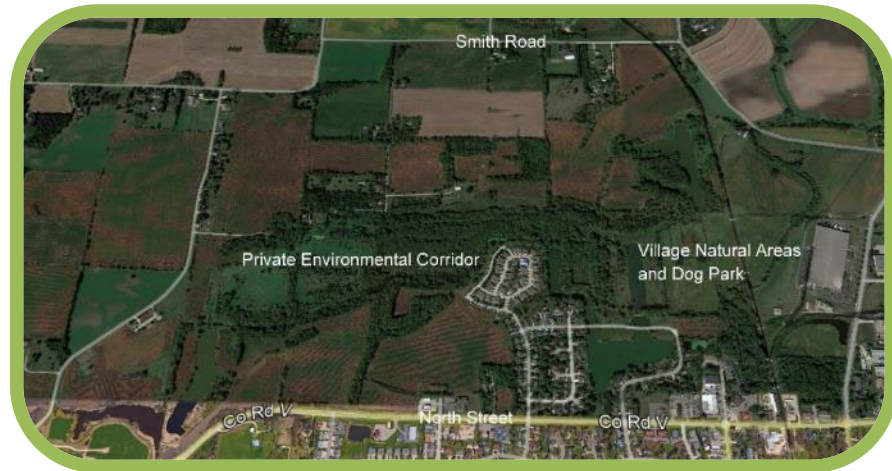 Smith Road
Private Environmental Corridor
Village Natural Areas
and Dog Park
Co Rd V
North Street
Co Rd V